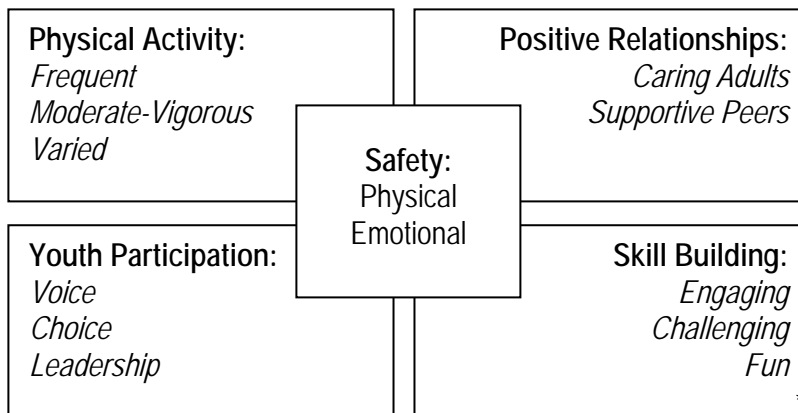 Physical Activity:
Frequent
Moderate-Vigorous
Varied
Positive Relationships:
Caring Adults
Supportive Peers
Safety:
Physical
Emotional
Youth Participation:
Voice
Choice
Leadership
Skill Building:
Engaging
Challenging
Fun